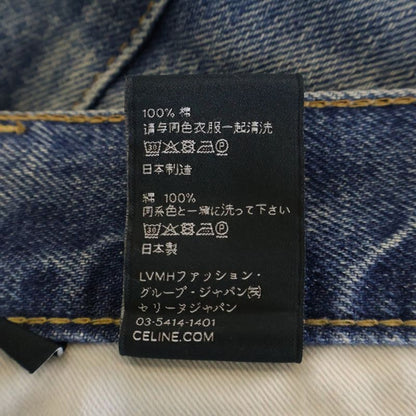 100% 棉
请与同色衣服一起清洗
30 P
日本制造
綿 100%
同系色と一緒に洗って下さい
30 P
日本製
LVMHファッション・
グループ・ジャパン㈱
セリーヌジャパン
03-5414-1401
CELINE.COM